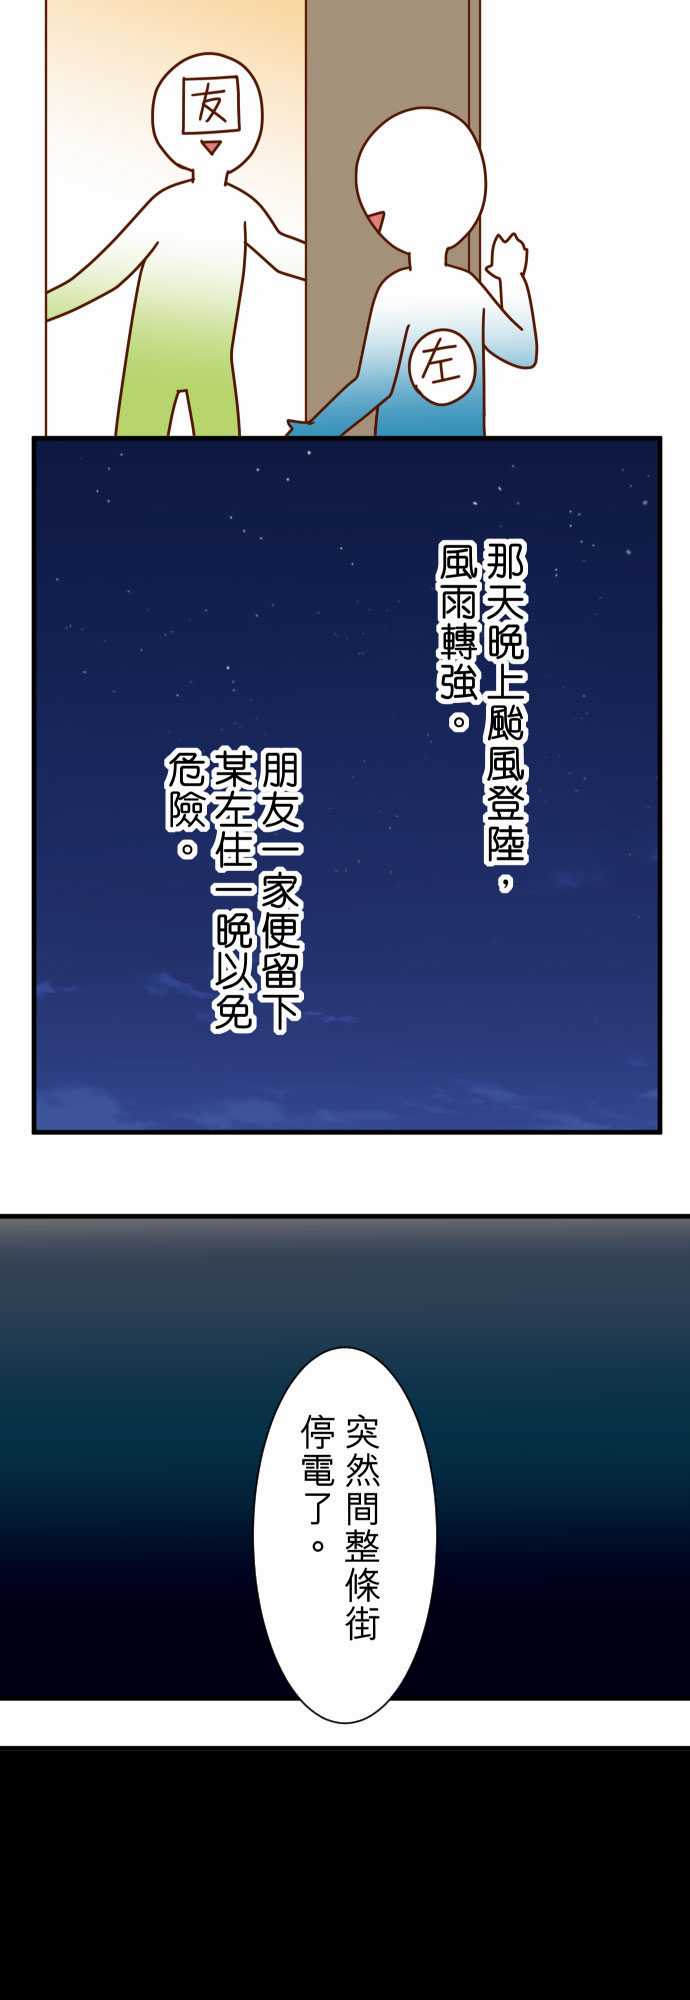 友
左
那天晚上颱風登陸，
風雨轉強。
朋友一家便留下
某左住一晚以免
危險。
突然間整條街
停電了。